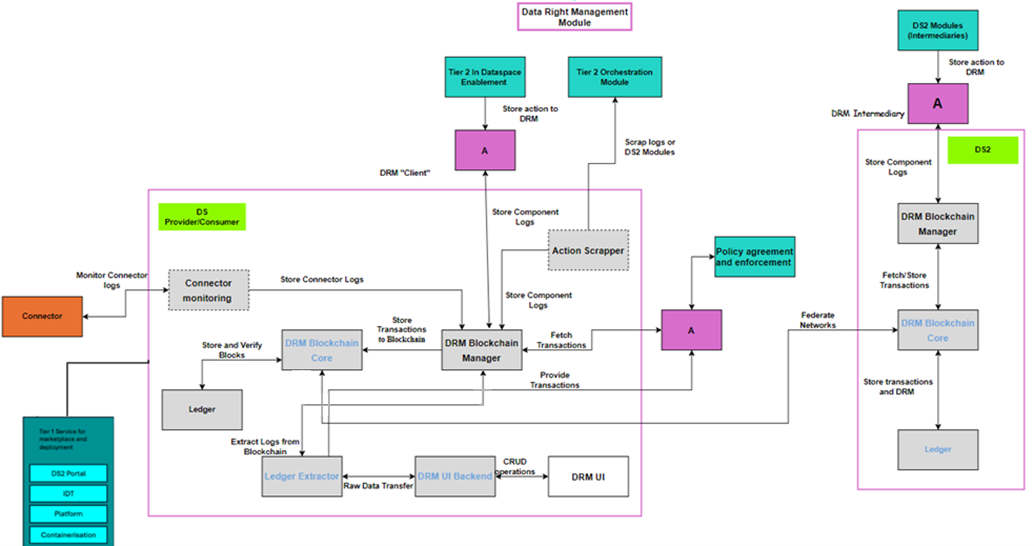 Data Right Management
Module
DS2 Modules
(Intermediaries)
Tier 2 In Dataspace
Enablement
Tier 2 Orchestration
Module
Store action to
DRM
Store action to
DRM
A
DRM Intermediary
A
Scrap logs or
DS2 Modules
DS2
DRM "Client"
Store Component
Logs
DS
Provider/Consumer
Store Component
Logs
DRM Blockchain
Manager
Action Scrapper
Policy agreement
and enforcement
Monitor Connector
logs
Connector
monitoring
Store Connector Logs
Store Component
Logs
Fetch/Store
Transactions
Connector
Store
Transactions
to Blockchain
A
Federate
Networks
DRM Blockchain
Core
Store and Verify
Blocks
DRM Blockchain
Core
DRM Blockchain
Manager
Fetch
Transactions
Provide
Transactions
Store transactions
and DRM
Ledger
Tier 1 Service for
marketplace and
deployment
Extract Logs from
Blockchain
Ledger
DS2 Portal
IDT
Platform
Containerisation
Ledger Extractor
Raw Data Transfer
DRM UI Backend
CRUD
operations
DRM UI